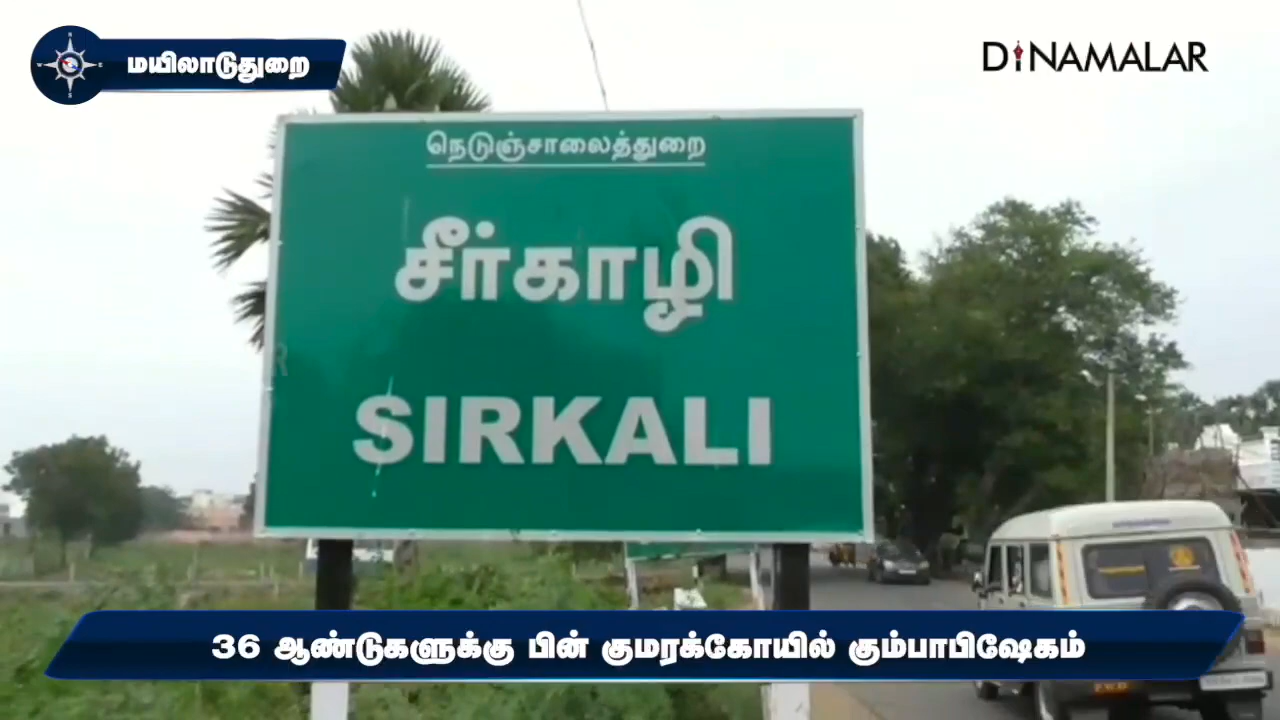 மயிலாடுதுறை
DINAMALAR
நெடுஞ்சாலைத்துறை
சீர்காழி
SIRKALI
36 ஆண்டுகளுக்கு பின் குமரக்கோயில் கும்பாபிஷேகம்